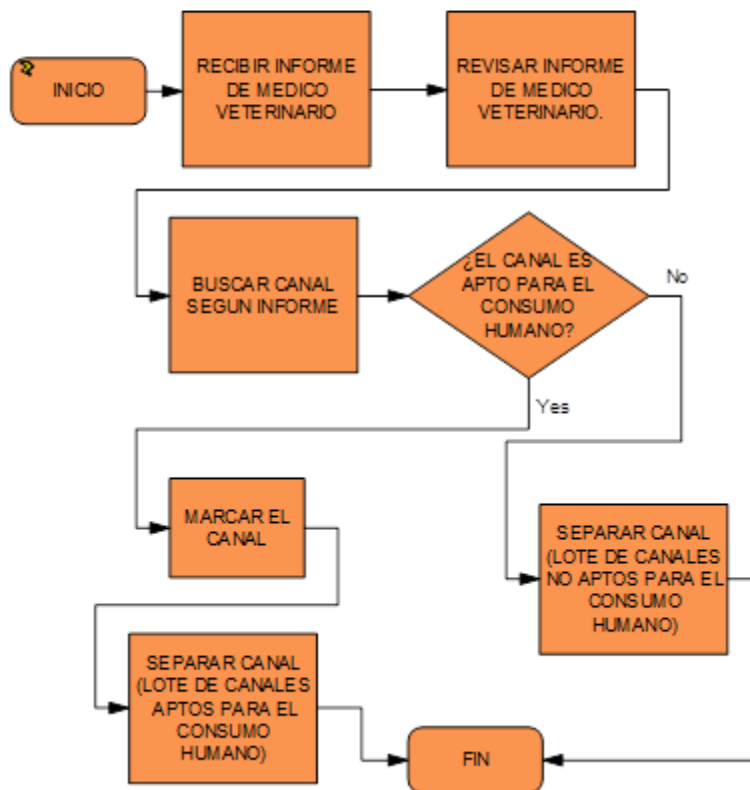 INICIO
RECIBIR INFORME
DE MEDICO
VETERINARIO
REVISAR INFORME
DE MEDICO
VETERINARIO.
BUSCAR CANAL
SEGUN INFORME
¿EL CANAL ES
APTO PARA EL
CONSUMO
HUMANO?
No
Yes
MARCAR EL
CANAL
SEPARAR CANAL
(LOTE DE CANALES
NO APTOS PARA EL
CONSUMO
HUMANO)
SEPARAR CANAL
(LOTE DE CANALES
APTOS PARA EL
CONSUMO
HUMANO)
FIN